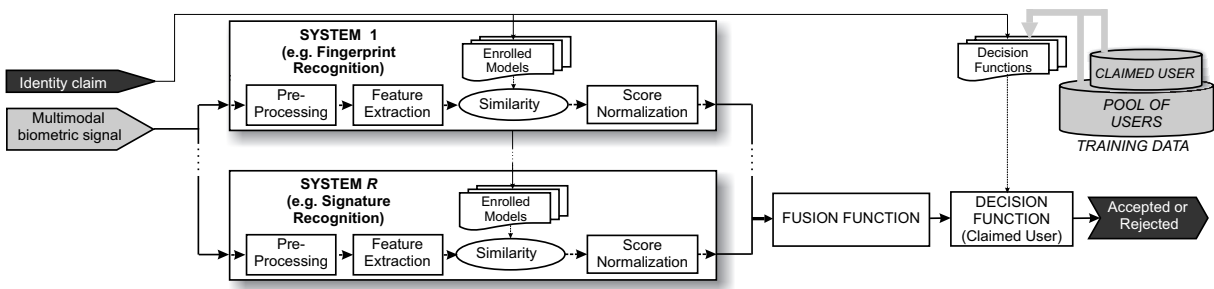 SYSTEM 1
(e.g. Fingerprint
Recognition)
Enrolled
Models
Decision
Functions
CLAIMED USER
POOL OF
USERS
TRAINING DATA
Identity claim
Multimodal
biometric signal
Pre-
Processing
Feature
Extraction
Similarity
Score
Normalization
SYSTEM R
(e.g. Signature
Recognition)
Enrolled
Models
Pre-
Processing
Feature
Extraction
Similarity
Score
Normalization
FUSION FUNCTION
DECISION
FUNCTION
(Claimed User)
Accepted or
Rejected